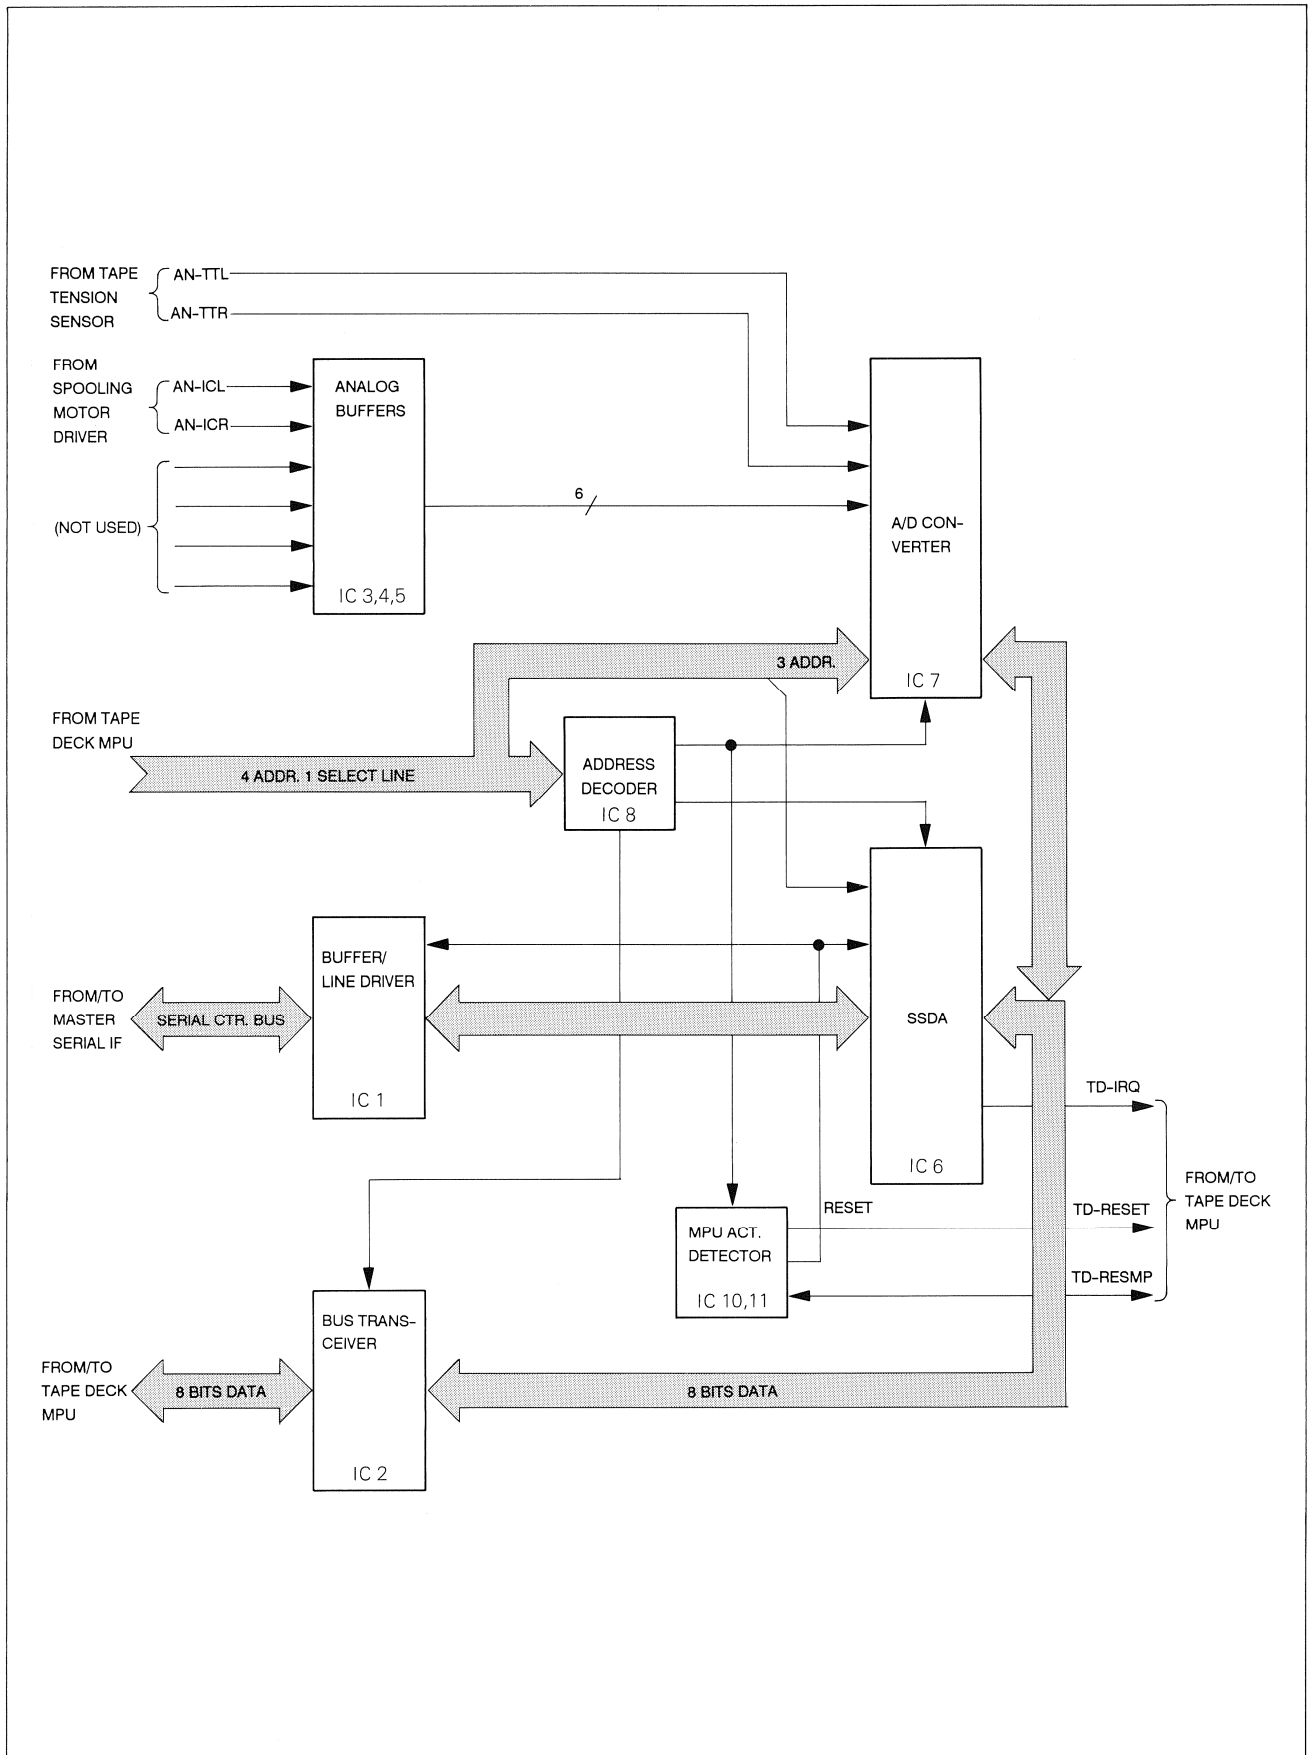 FROM TAPE
TENSION
SENSOR
AN-TTL
AN-TTR
FROM
SPOOLING
MOTOR
DRIVER
AN-ICL
AN-ICR
(NOT USED)
ANALOG
BUFFERS
IC 3,4,5
6
A/D CON-
VERTER
IC 7
3 ADDR.
FROM TAPE
DECK MPU
4 ADDR. 1 SELECT LINE
ADDRESS
DECODER
IC 8
FROM/TO
MASTER
SERIAL IF
SERIAL CTR. BUS
BUFFER/
LINE DRIVER
IC 1
SSDA
IC 6
TD-IRQ
RESET
TD-RESET
TD-RESMP
FROM/TO
TAPE DECK
MPU
MPU ACT.
DETECTOR
IC 10,11
FROM/TO
TAPE DECK
MPU
8 BITS DATA
BUS TRANS-
CEIVER
IC 2
8 BITS DATA